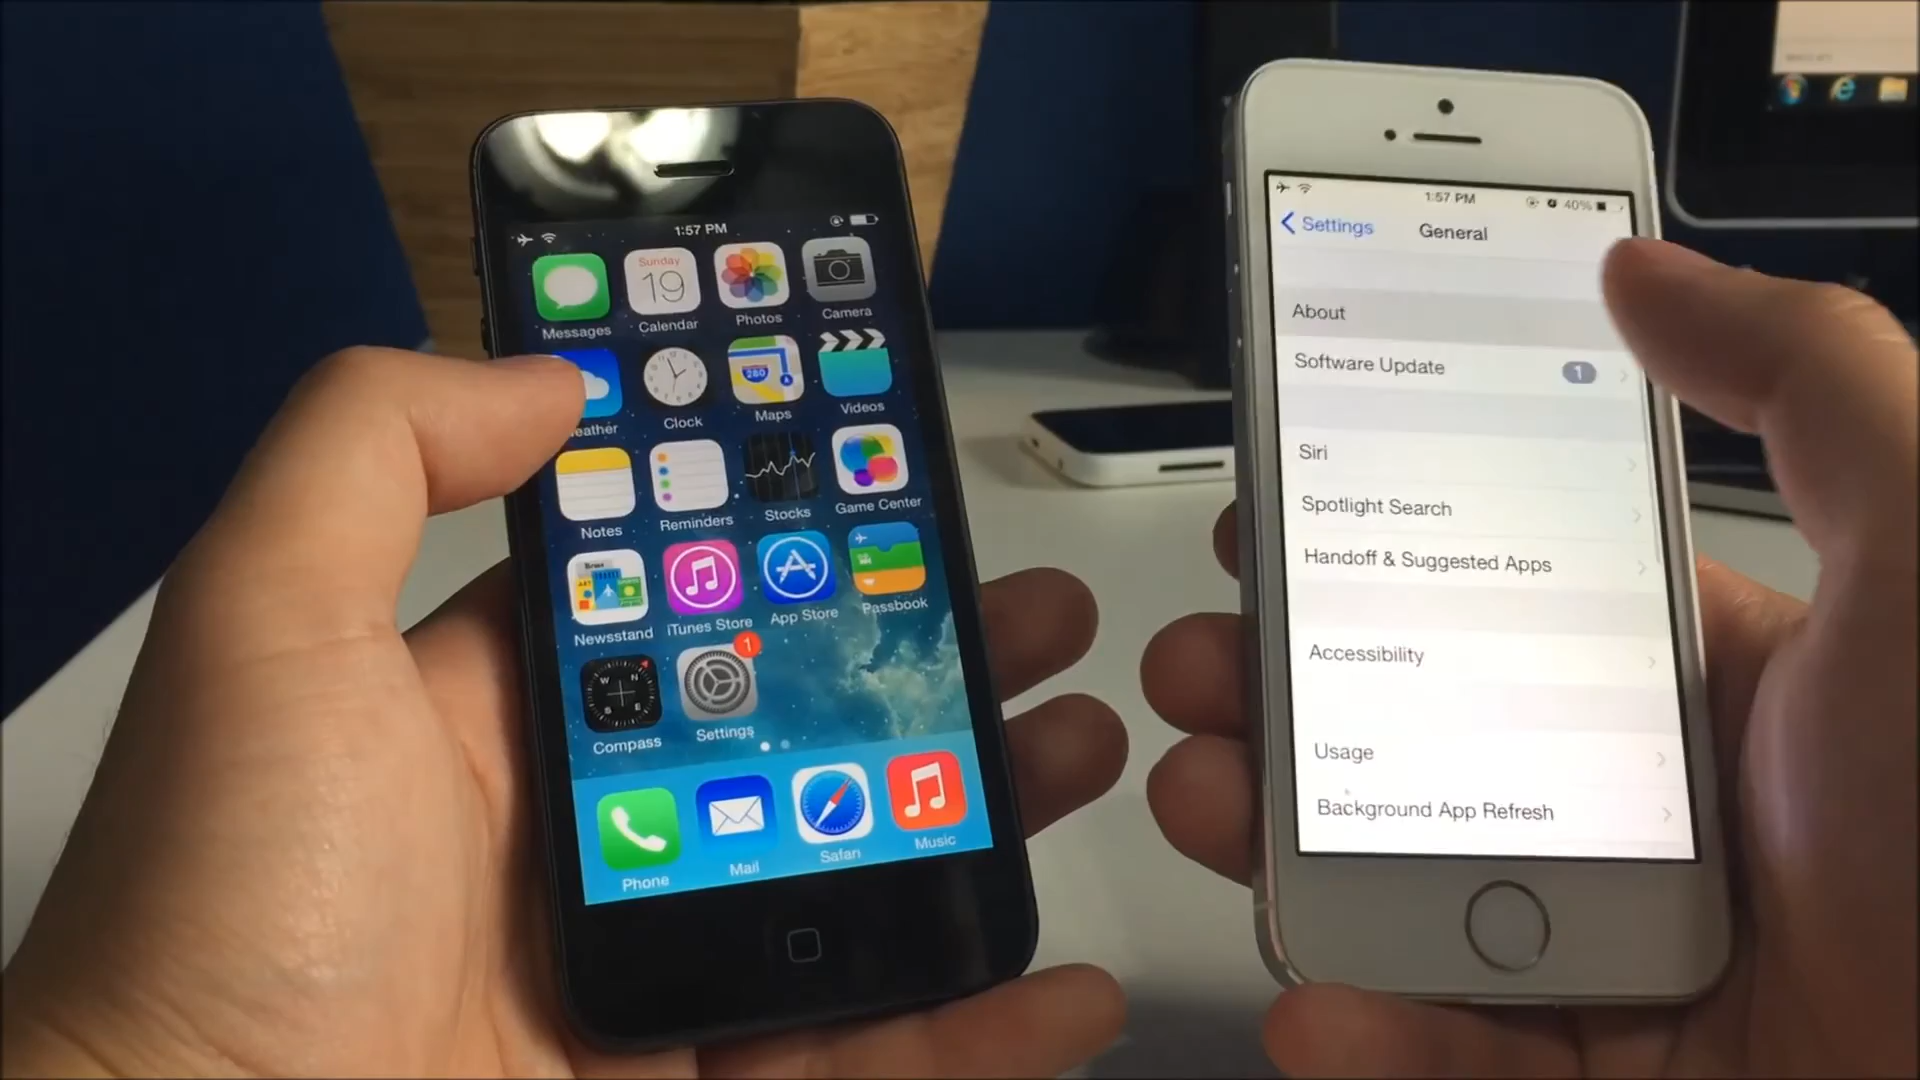 1:57 PM
Sunday
19
Messages
Calendar
Photos
Camera
280
eather
Clock
Maps
Videos
Notes
Reminders
Stocks
Game Center
Newsstand
iTunes Store
App Store
Passbook
W N
S E
1
Compass
Settings
Phone
Mail
Safari
Music
1:57 PM
40%
Settings
General
About
Software Update
1
Siri
Spotlight Search
Handoff & Suggested Apps
Accessibility
Usage
Background App Refresh